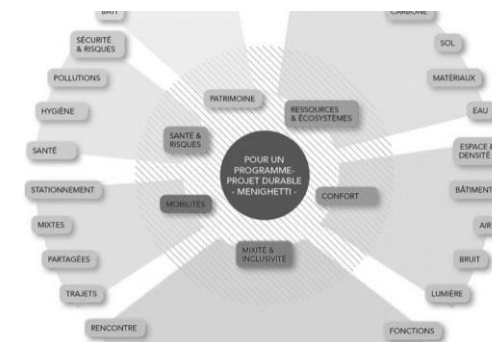 BÂTI
CARBONE
SÉCURITÉ
& RISQUES
SOL
POLLUTIONS
MATÉRIAUX
PATRIMOINE
HYGIÈNE
RESSOURCES
& ÉCOSYSTÈMES
EAU
SANTÉ &
RISQUES
SANTÉ
ESPACE &
DENSITÉ
POUR UN
PROGRAMME-
PROJET DURABLE
- MENIGHETTI -
STATIONNEMENT
CONFORT
BÂTIMENT
MOBILITÉS
MIXTES
AIR
MIXITÉ &
INCLUSIVITÉ
PARTAGÉES
BRUIT
TRAJETS
LUMIÈRE
RENCONTRE
FONCTIONS